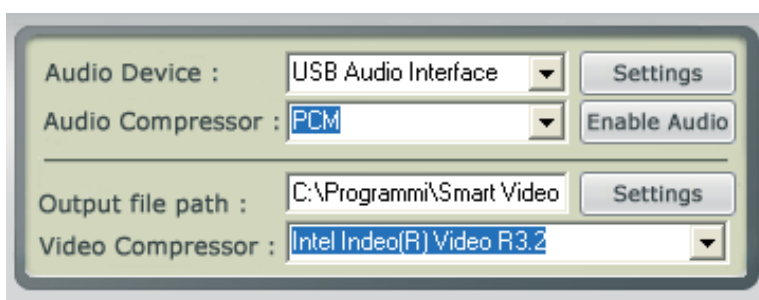 Audio Device : USB Audio Interface Settings
Audio Compressor : PCM Enable Audio
Output file path : C:\Programmi\Smart Video Settings
Video Compressor : Intel Indeo(R) Video R3.2